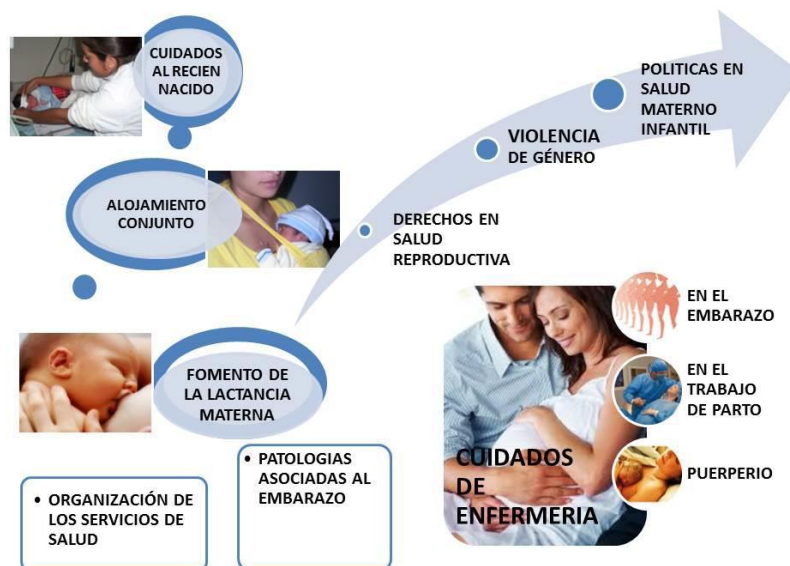 CUIDADOS
AL RECIEN
NACIDO
ALOJAMIENTO
CONJUNTO
FOMENTO DE
LA LACTANCIA
MATERNA
• ORGANIZACIÓN DE
LOS SERVICIOS DE
SALUD
• PATOLOGIAS
ASOCIADAS AL
EMBARAZO
DERECHOS EN
SALUD
REPRODUCTIVA
VIOLENCIA
DE GÉNERO
POLITICAS EN
SALUD
MATERNO
INFANTIL
CUIDADOS
DE
ENFERMERIA
EN EL
EMBARAZO
EN EL
TRABAJO
DE PARTO
PUERPERIO